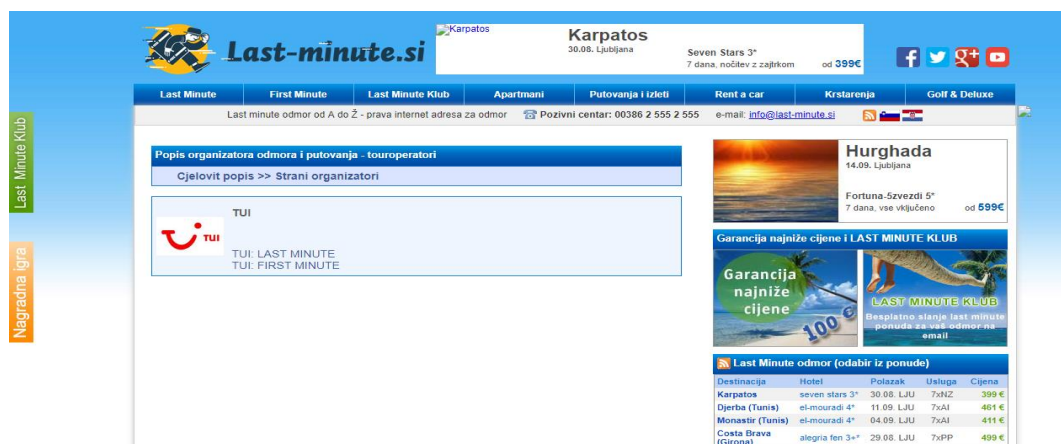 Last-minute.si
Karpatos
Karpatos
30.08. Ljubljana
Seven Stars 3*
7 dana, nočitev z zajtrkom od 399€
Last Minute First Minute Last Minute Klub Apartmani Putovanja i izleti Rent a car Krstarenja Golf & Deluxe
Last minute odmor od A do Ž - prava internet adresa za odmor Pozivni centar: 00386 2 555 2 555 e-mail: info@last-minute.si
Last Minute Klub
Nagradna igra
Popis organizatora odmora i putovanja - touroperatori
Cjelovit popis >> Strani organizatori
TUI
TUI
TUI: LAST MINUTE
TUI: FIRST MINUTE
Hurghada
14.09. Ljubljana
Fortuna-5zvezdi 5*
7 dana, vse vključeno od 599€
Garancija najniže cijene i LAST MINUTE KLUB
Garancija
najniže
cijene
100 €
LAST MINUTE KLUB
Besplatno slanje last minute
ponuda za vaš odmor na
email
Last Minute odmor (odabir iz ponude)
Destinacija Hotel Polazak Usluga Cijena
Karpatos seven stars 3* 30.08. LJU 7xNZ 399 €
Djerba (Tunis) el-mouradi 4* 11.09. LJU 7xAI 461 €
Monastir (Tunis) el-mouradi 4* 04.09. LJU 7xAI 411 €
Costa Brava
(Girona) alegria fen 3+* 29.08. LJU 7xPP 499 €